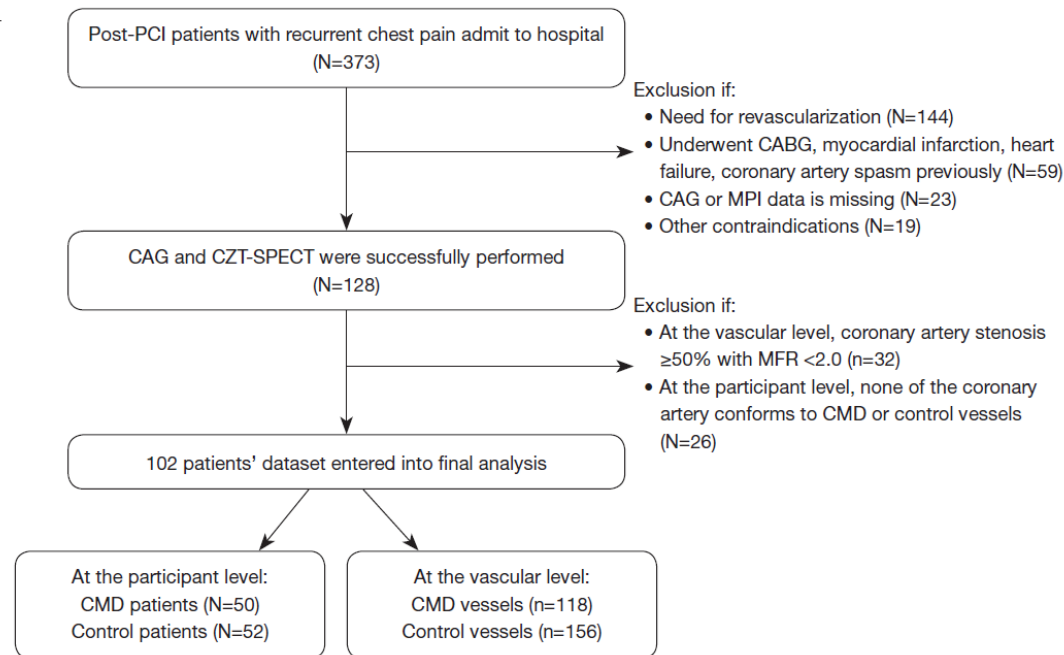 Post-PCI patients with recurrent chest pain admit to hospital
(N=373)
Exclusion if:
• Need for revascularization (N=144)
• Underwent CABG, myocardial infarction, heart
failure, coronary artery spasm previously (N=59)
• CAG or MPI data is missing (N=23)
• Other contraindications (N=19)
CAG and CZT-SPECT were successfully performed
(N=128)
Exclusion if:
• At the vascular level, coronary artery stenosis
≥50% with MFR <2.0 (n=32)
• At the participant level, none of the coronary
artery conforms to CMD or control vessels
(N=26)
102 patients’ dataset entered into final analysis
At the participant level:
CMD patients (N=50)
Control patients (N=52)
At the vascular level:
CMD vessels (n=118)
Control vessels (n=156)